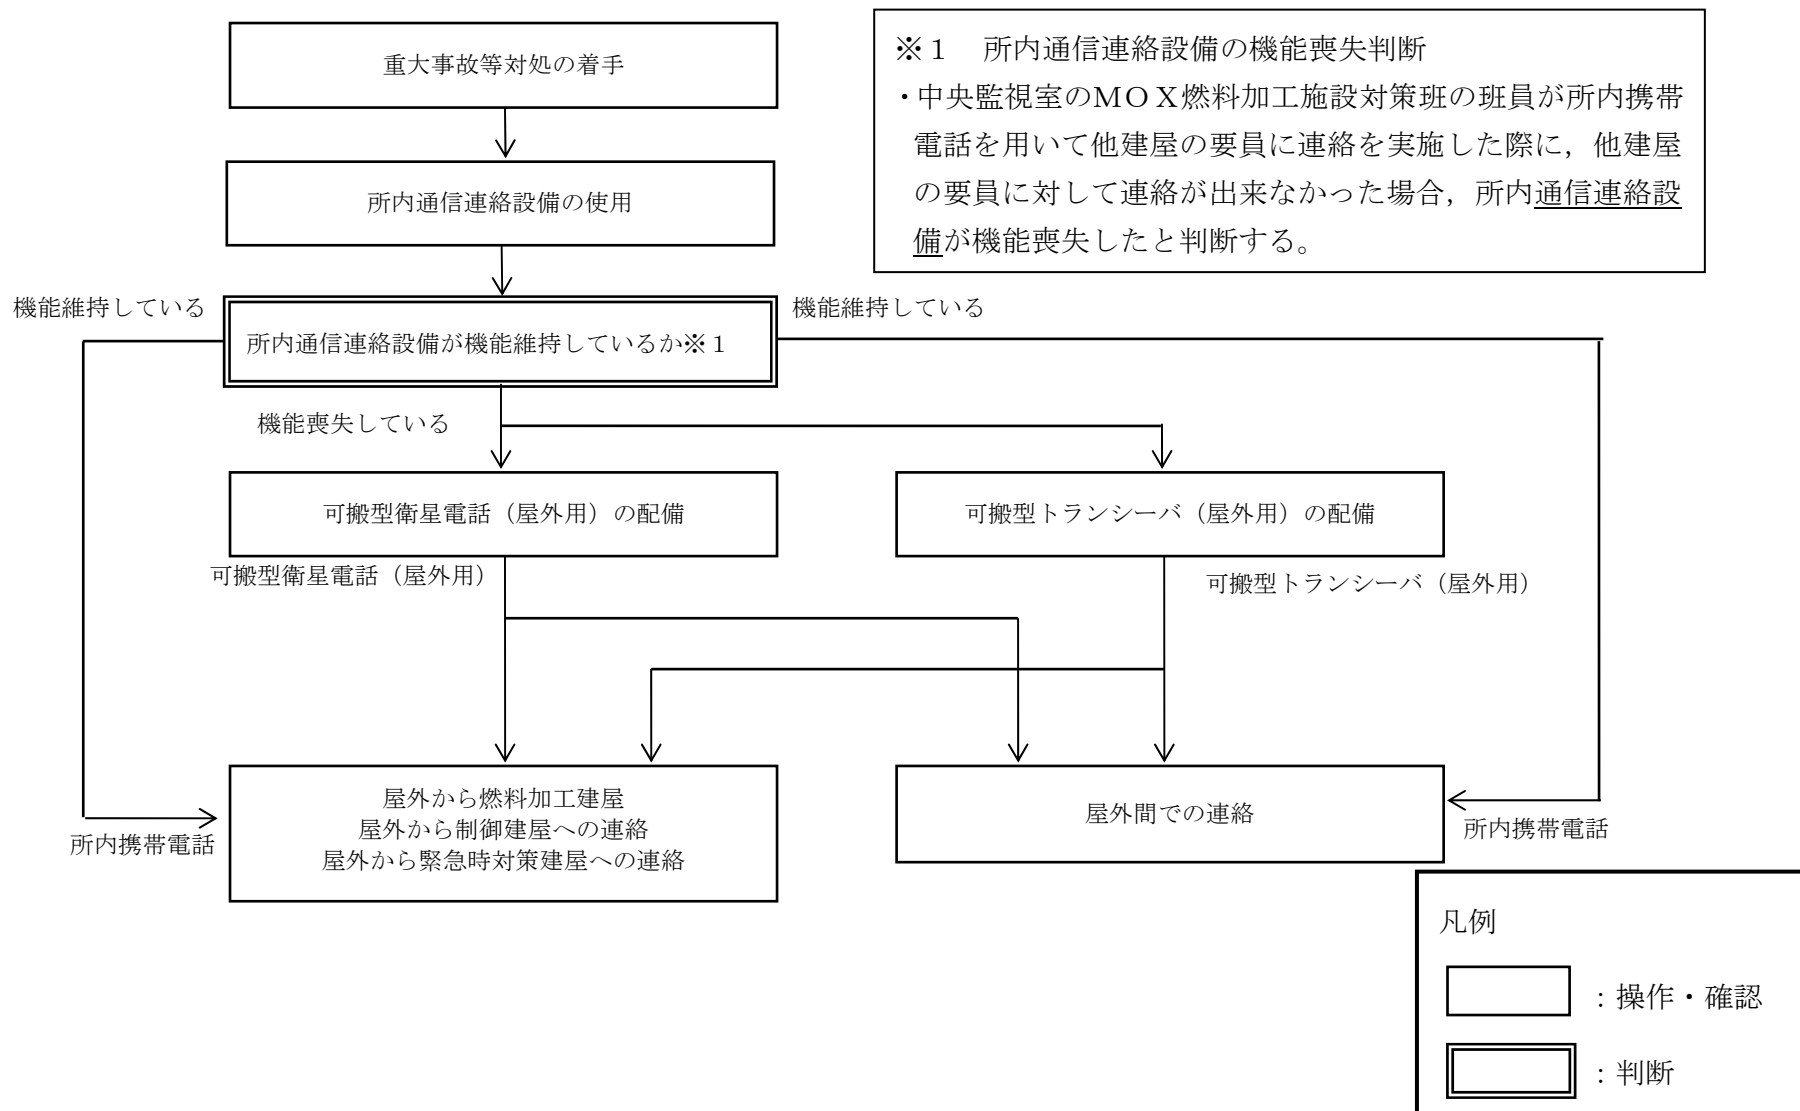 重大事故等対処の着手
※１　所内通信連絡設備の機能喪失判断
・中央監視室のＭＯＸ燃料加工施設対策班の班員が所内携帯
電話を用いて他建屋の要員に連絡を実施した際に，他建屋
の要員に対して連絡が出来なかった場合，所内通信連絡設
備が機能喪失したと判断する。
所内通信連絡設備の使用
機能維持している
所内通信連絡設備が機能維持しているか※１
機能維持している
機能喪失している
可搬型衛星電話（屋外用）の配備
可搬型トランシーバ（屋外用）の配備
可搬型衛星電話（屋外用）
可搬型トランシーバ（屋外用）
屋外から燃料加工建屋
屋外から制御建屋への連絡
屋外から緊急時対策建屋への連絡
屋外間での連絡
所内携帯電話
所内携帯電話
凡例
：操作・確認
：判断